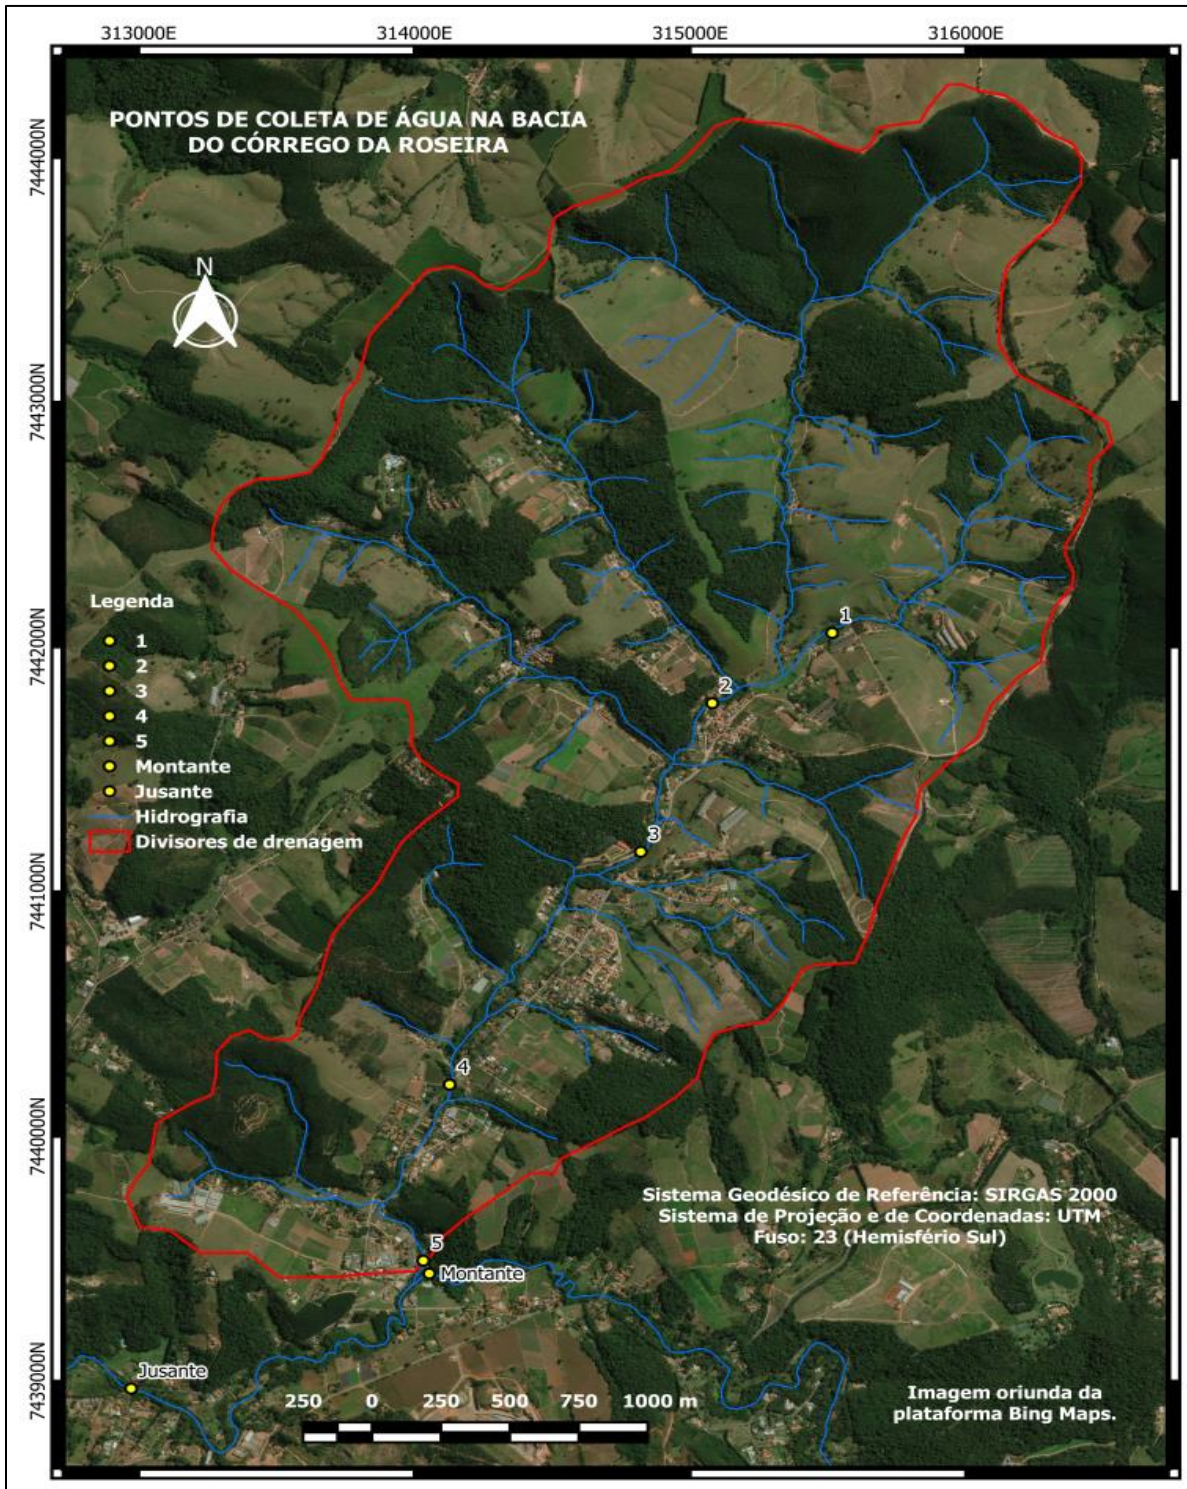 313000E 314000E 315000E 316000E
PONTOS DE COLETA DE ÁGUA NA BACIA
DO CÓRREGO DA ROSEIRA
N
7444000N
7443000N
7442000N
7441000N
7440000N
7439000N
Legenda
1
2
3
4
5
Montante
Jusante
Hidrografia
Divisores de drenagem
1
2
3
4
5
Montante
Jusante
Sistema Geodésico de Referência: SIRGAS 2000
Sistema de Projeção e de Coordenadas: UTM
Fuso: 23 (Hemisfério Sul)
250 0 250 500 750 1000 m
Imagem oriunda da
plataforma Bing Maps.